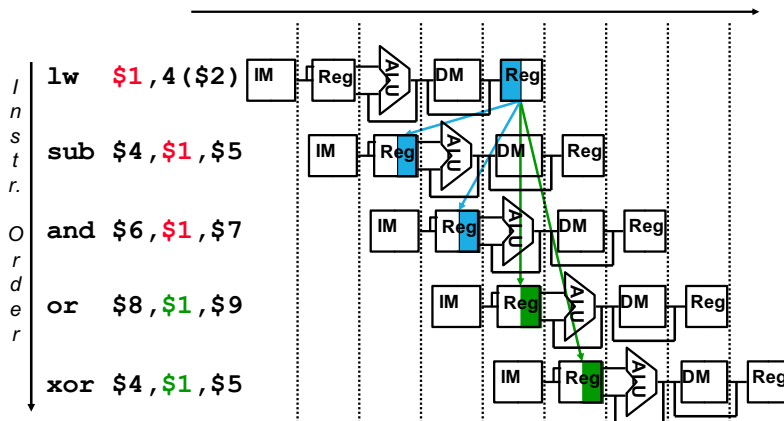 lw $1,4($2) IM Reg ALU DM Reg
sub $4,$1,$5 IM Reg ALU DM Reg
and $6,$1,$7 IM Reg ALU DM Reg
or $8,$1,$9 IM Reg ALU DM Reg
xor $4,$1,$5 IM Reg ALU DM Reg
Instr. Order